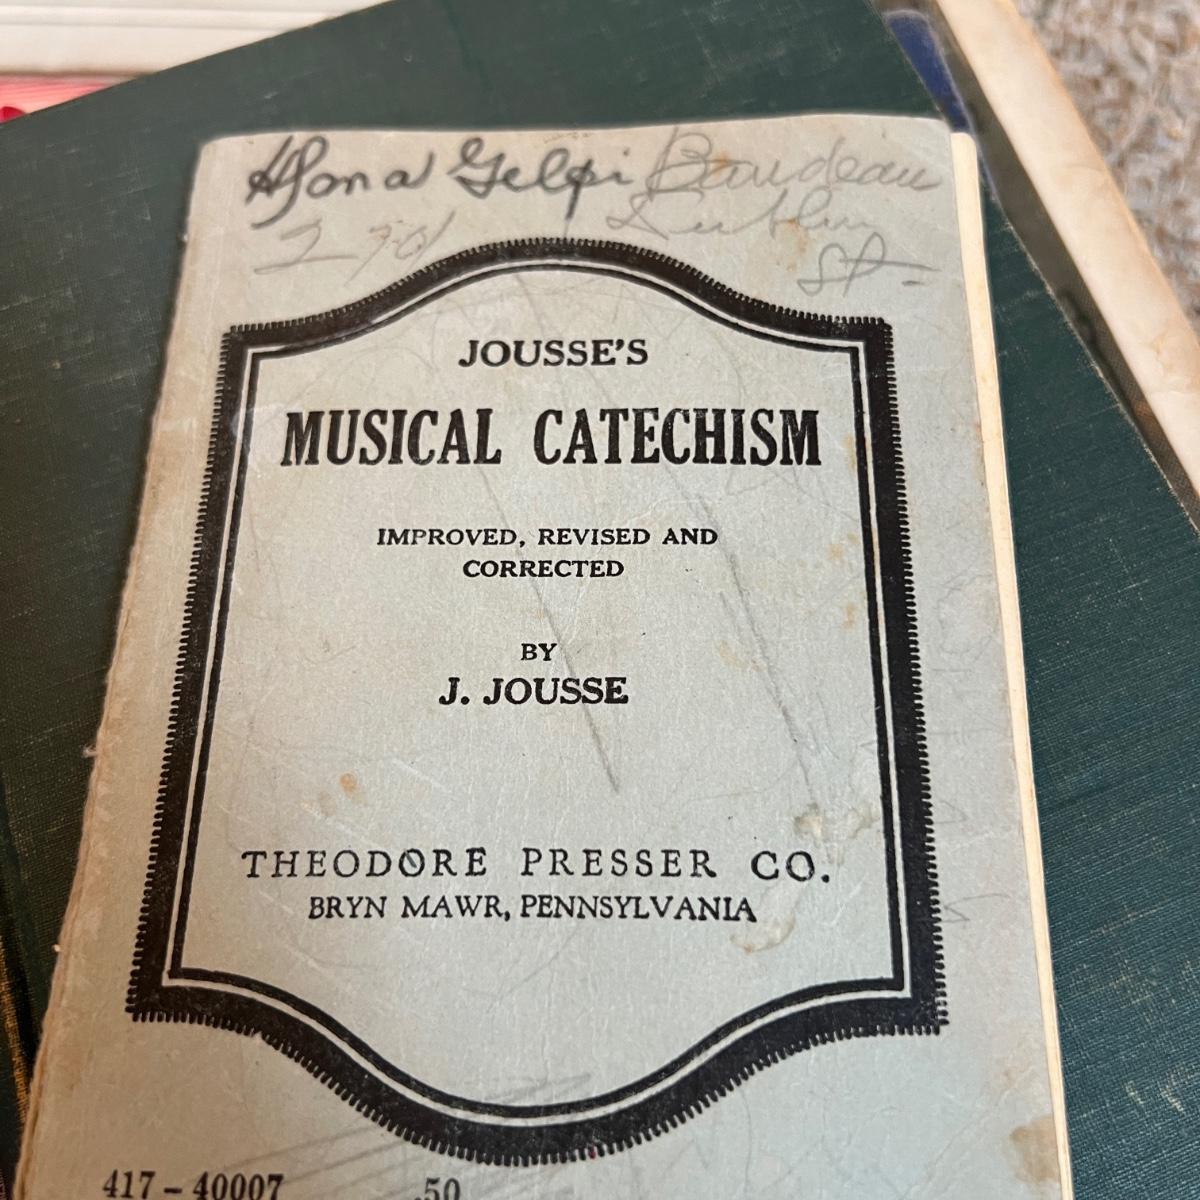 Gelpi
St.
JOUSSE'S
MUSICAL CATECHISM
IMPROVED, REVISED AND
CORRECTED
BY
J. JOUSSE
THEODORE PRESSER CO.
BRYN MAWR, PENNSYLVANIA
417 – 40007 .50